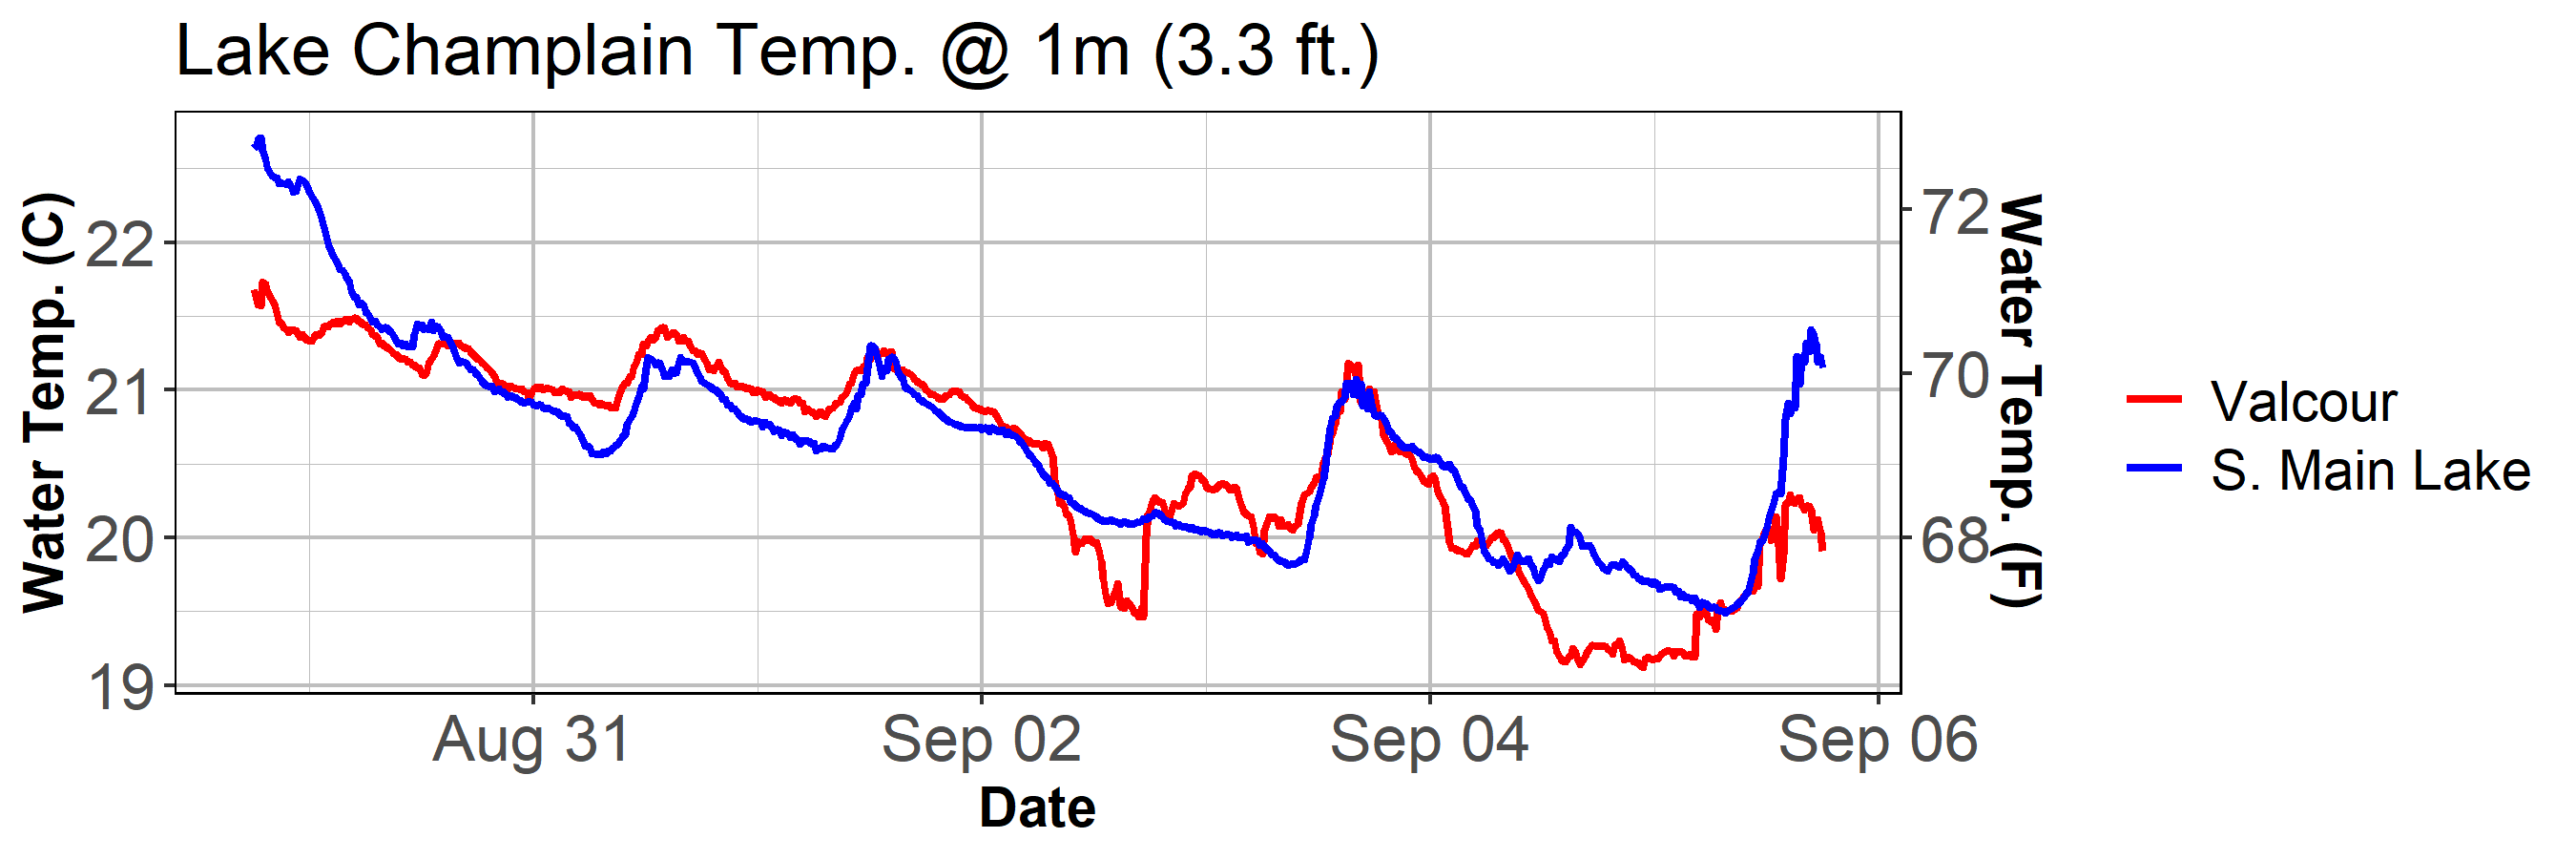 Lake Champlain Temp. @ 1m (3.3 ft.)
Water Temp. (C)
22
21
20
19
72
70
68
Water Temp. (F)
Aug 31
Sep 02
Sep 04
Sep 06
Date
Valcour
S. Main Lake